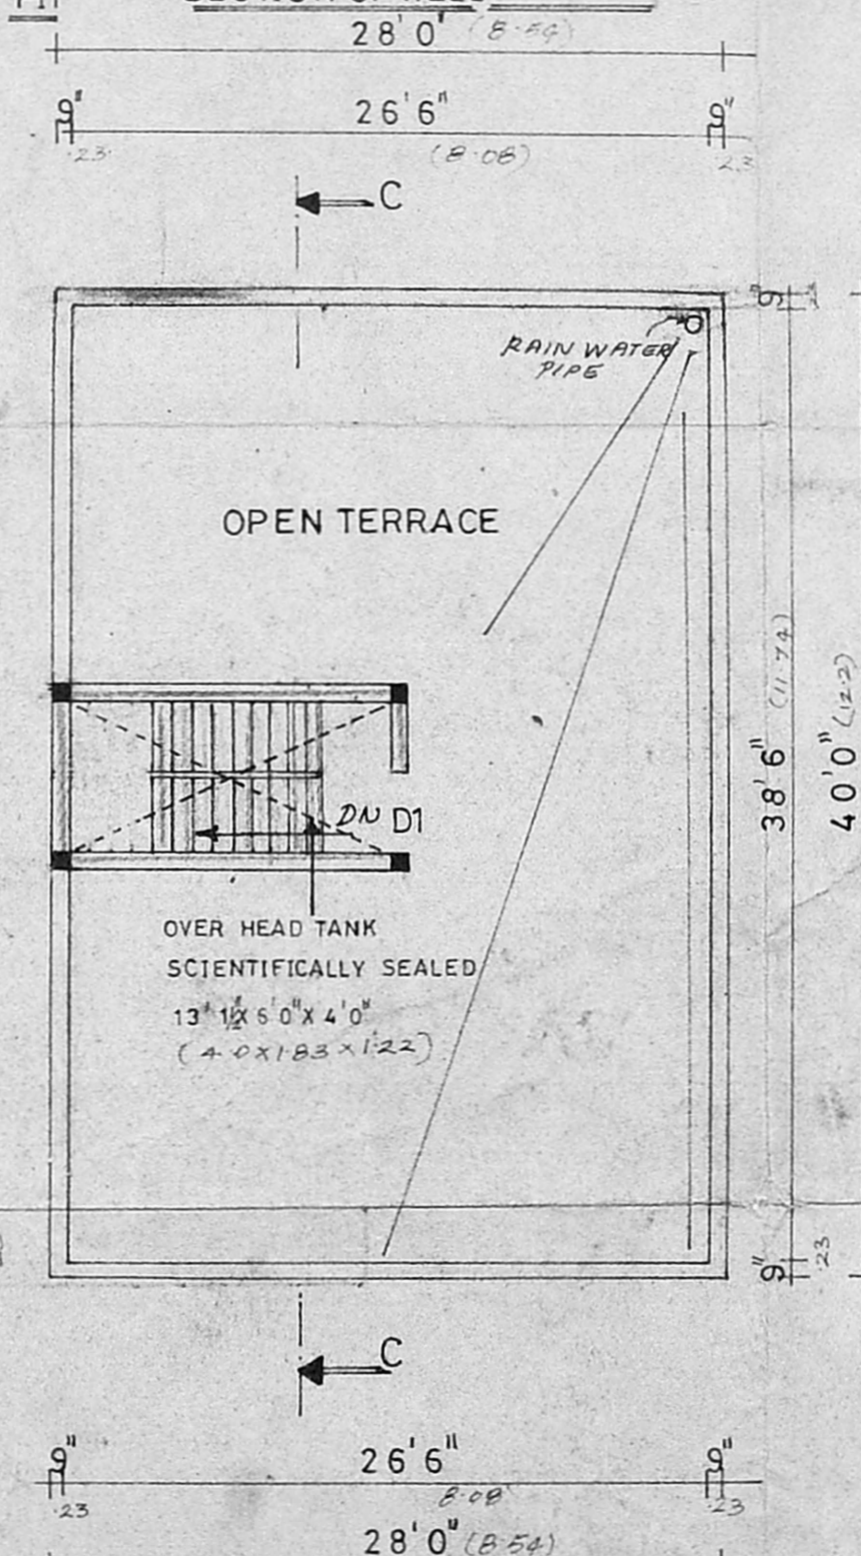 28'0" (8.54)
9" 26'6" 9"
.23 (8.08) .23
C
9"
RAIN WATER
PIPE
OPEN TERRACE
38'6" (11.74)
40'0" (12.2)
DN D1
OVER HEAD TANK
SCIENTIFICALLY SEALED
13' 1½" X 6'0" X 4'0"
(4.0 X 1.83 X 1.22)
9" .23
C
9" 26'6" 9"
.23 8.08 .23
28'0" (8.54)